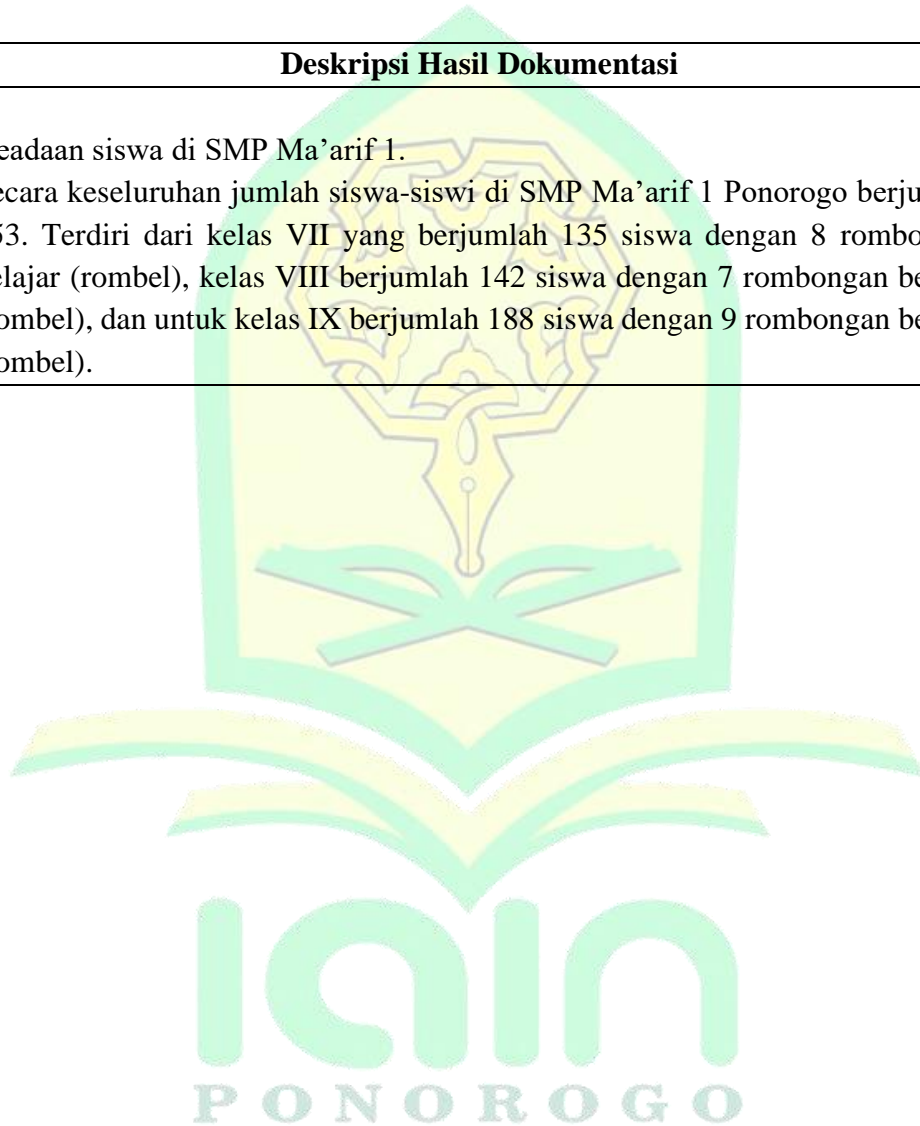 Deskripsi Hasil Dokumentasi
eadaan siswa di SMP Ma’arif 1.
ecara keseluruhan jumlah siswa-siswi di SMP Ma’arif 1 Ponorogo berju
53. Terdiri dari kelas VII yang berjumlah 135 siswa dengan 8 rombo
elajar (rombel), kelas VIII berjumlah 142 siswa dengan 7 rombongan be
ombel), dan untuk kelas IX berjumlah 188 siswa dengan 9 rombongan be
ombel).
iain
PONOROGO